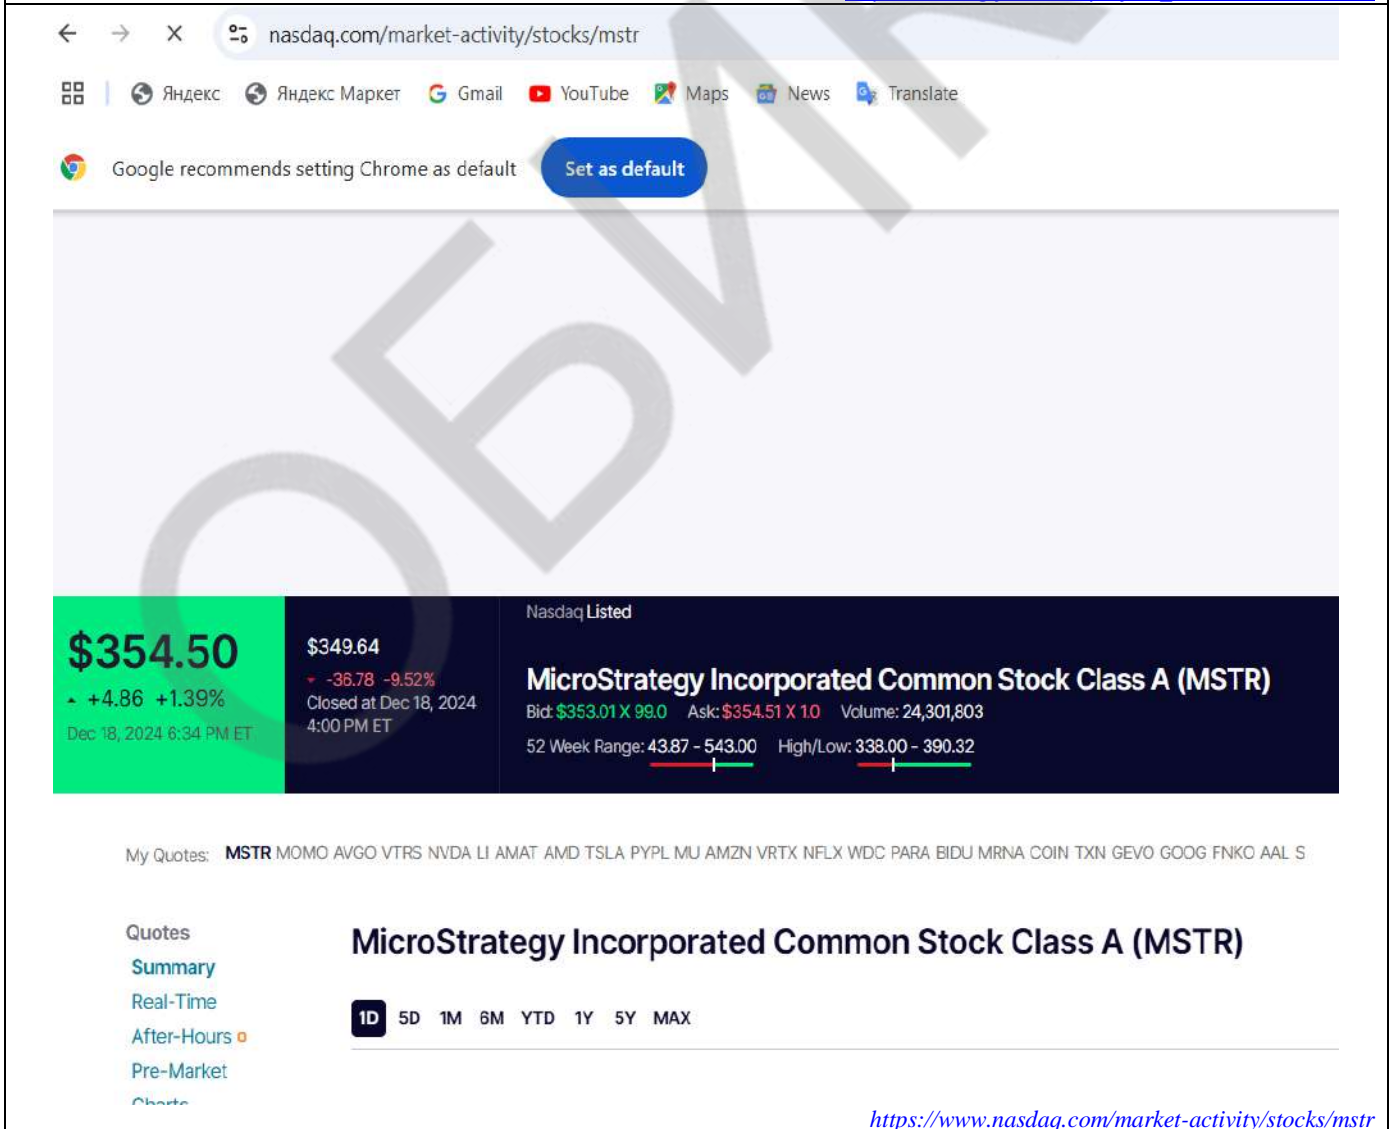 nasdaq.com/market-activity/stocks/mstr
Яндекс Яндекс Маркет Gmail YouTube Maps News Translate
Google recommends setting Chrome as default Set as default
Nasdaq Listed
$354.50
+4.86 +1.39%
Dec 18, 2024 6:34 PM ET
$349.64
-36.78 -9.52%
Closed at Dec 18, 2024
4:00 PM ET
MicroStrategy Incorporated Common Stock Class A (MSTR)
Bid: $353.01 X 99.0 Ask: $354.51 X 1.0 Volume: 24,301,803
52 Week Range: 43.87 - 543.00 High/Low: 338.00 - 390.32
My Quotes: MSTR MOMO AVGO VTRS NVDA LI AMAT AMD TSLA PYPL MU AMZN VRTX NFLX WDC PARA BIDU MRNA COIN TXN GEVO GOOG FNKO AAL S
Quotes
Summary
Real-Time
After-Hours
Pre-Market
Charts
MicroStrategy Incorporated Common Stock Class A (MSTR)
1D 5D 1M 6M YTD 1Y 5Y MAX
https://www.nasdaq.com/market-activity/stocks/mstr